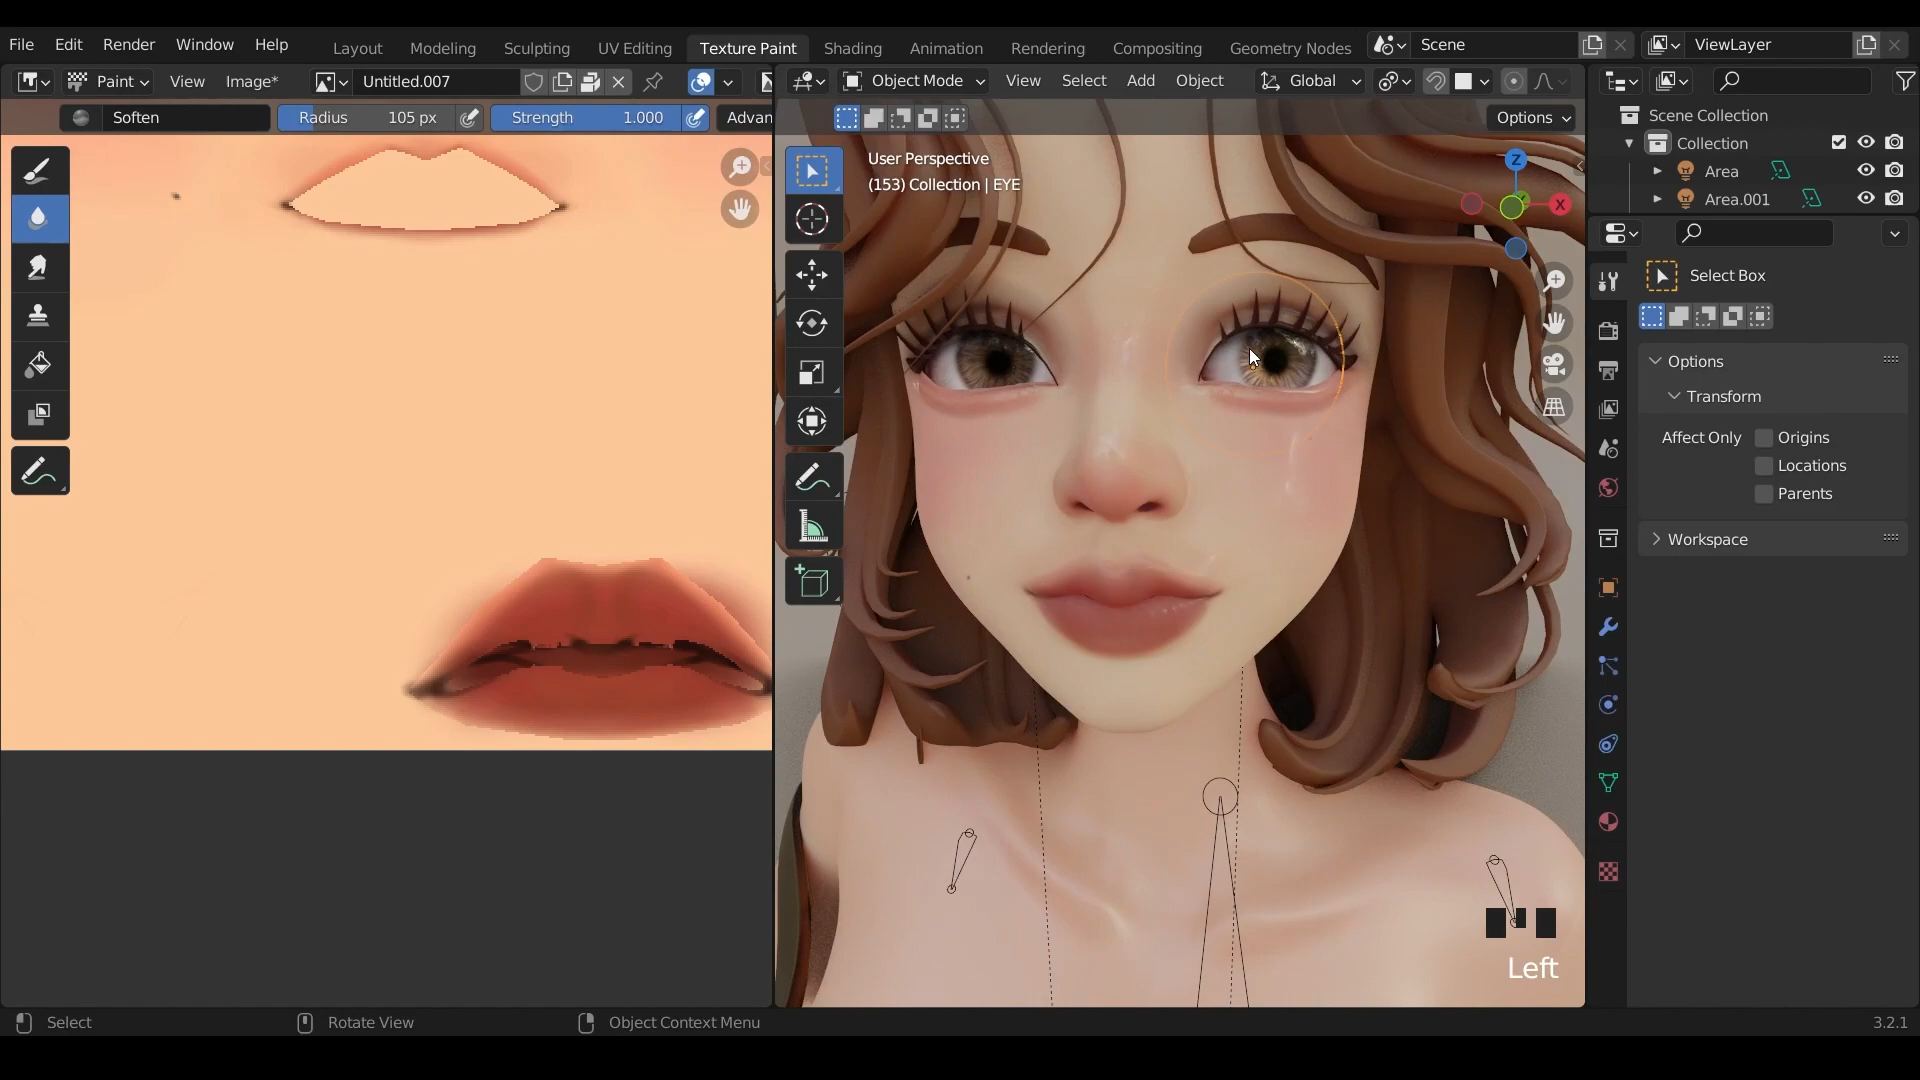 File Edit Render Window Help Layout Modeling Sculpting UV Editing Texture Paint Shading Animation Rendering Compositing Geometry Nodes Scene ViewLayer
Paint View Image* Untitled.007 Object Mode View Select Add Object Global
Soften Radius 105 px Strength 1.000 Advan Options
Scene Collection
Collection
Area
Area.001
User Perspective
(153) Collection | EYE
Z
X
Select Box
Options
Transform
Affect Only Origins
Locations
Parents
Workspace
Left
Select Rotate View Object Context Menu 3.2.1